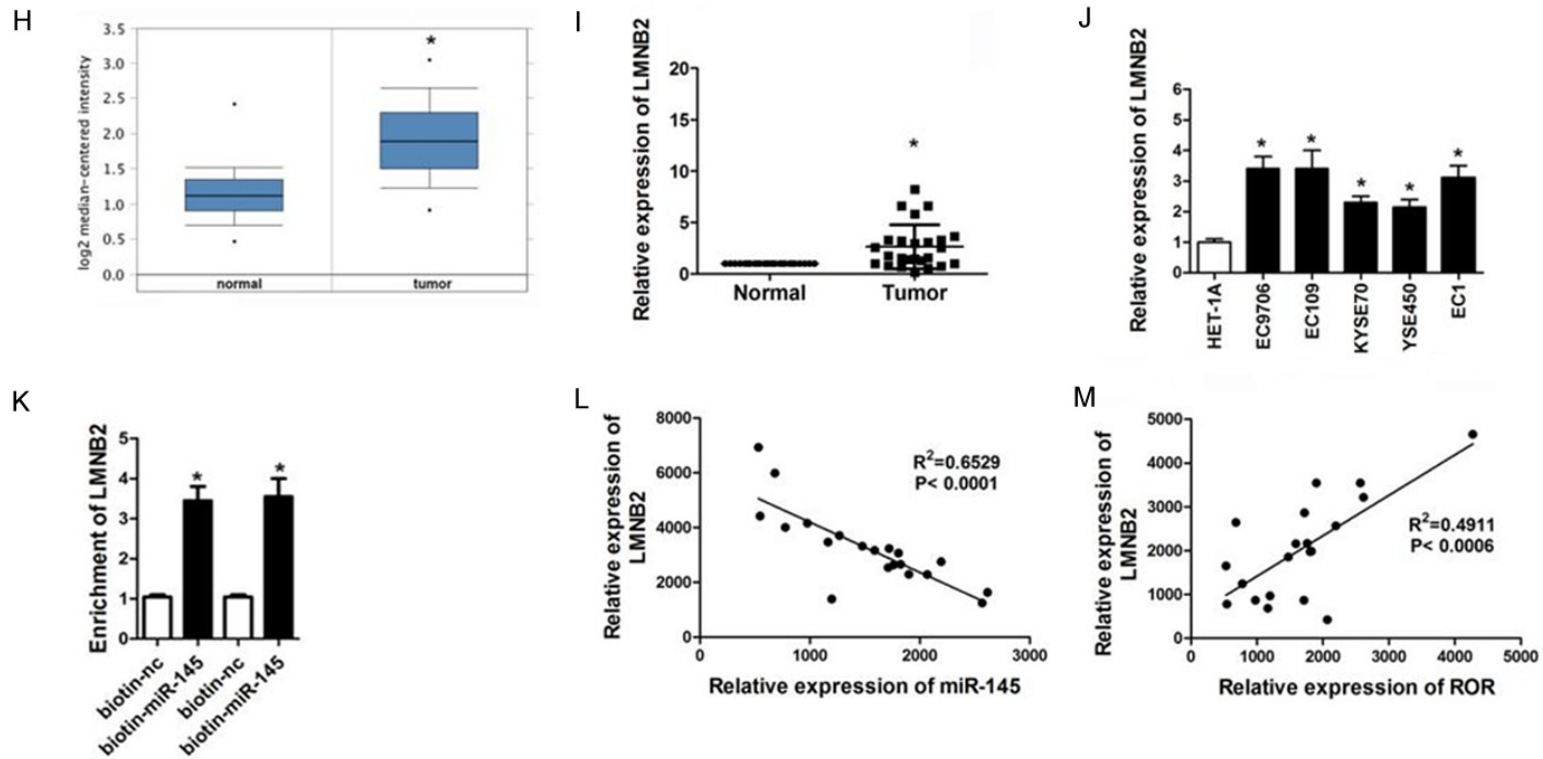 H
log2 median-centered intensity
3.5
3.0
2.5
2.0
1.5
1.0
0.5
0.0
*
normal
tumor
I
Relative expression of LMNB2
20
15
10
5
0
*
Normal
Tumor
J
Relative expression of LMNB2
6
5
4
3
2
1
0
*
*
*
*
*
HET-1A
EC9706
EC109
KYSE70
YSE450
EC1
K
Enrichment of LMNB2
5
4
3
2
1
0
*
*
biotin-nc
biotin-miR-145
biotin-nc
biotin-miR-145
L
Relative expression of
LMNB2
8000
6000
4000
2000
0
R²=0.6529
P< 0.0001
0
1000
2000
3000
Relative expression of miR-145
M
Relative expression of
LMNB2
5000
4000
3000
2000
1000
0
R²=0.4911
P< 0.0006
0
1000
2000
3000
4000
5000
Relative expression of ROR